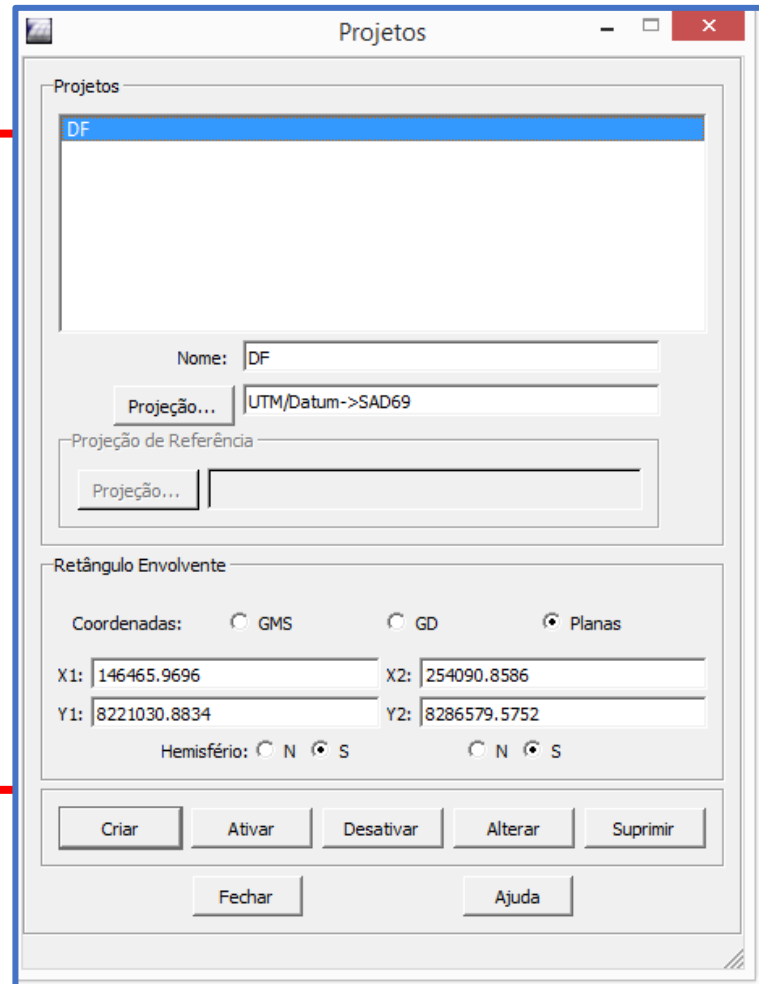 Projetos
Projetos
DF
Nome: DF
Projeção... UTM/Datum->SAD69
Projeção de Referência
Projeção...
Retângulo Envolvente
Coordenadas: GMS GD Planas
X1: 146465.9696 X2: 254090.8586
Y1: 8221030.8834 Y2: 8286579.5752
Hemisfério: N S N S
Criar Ativar Desativar Alterar Suprimir
Fechar Ajuda